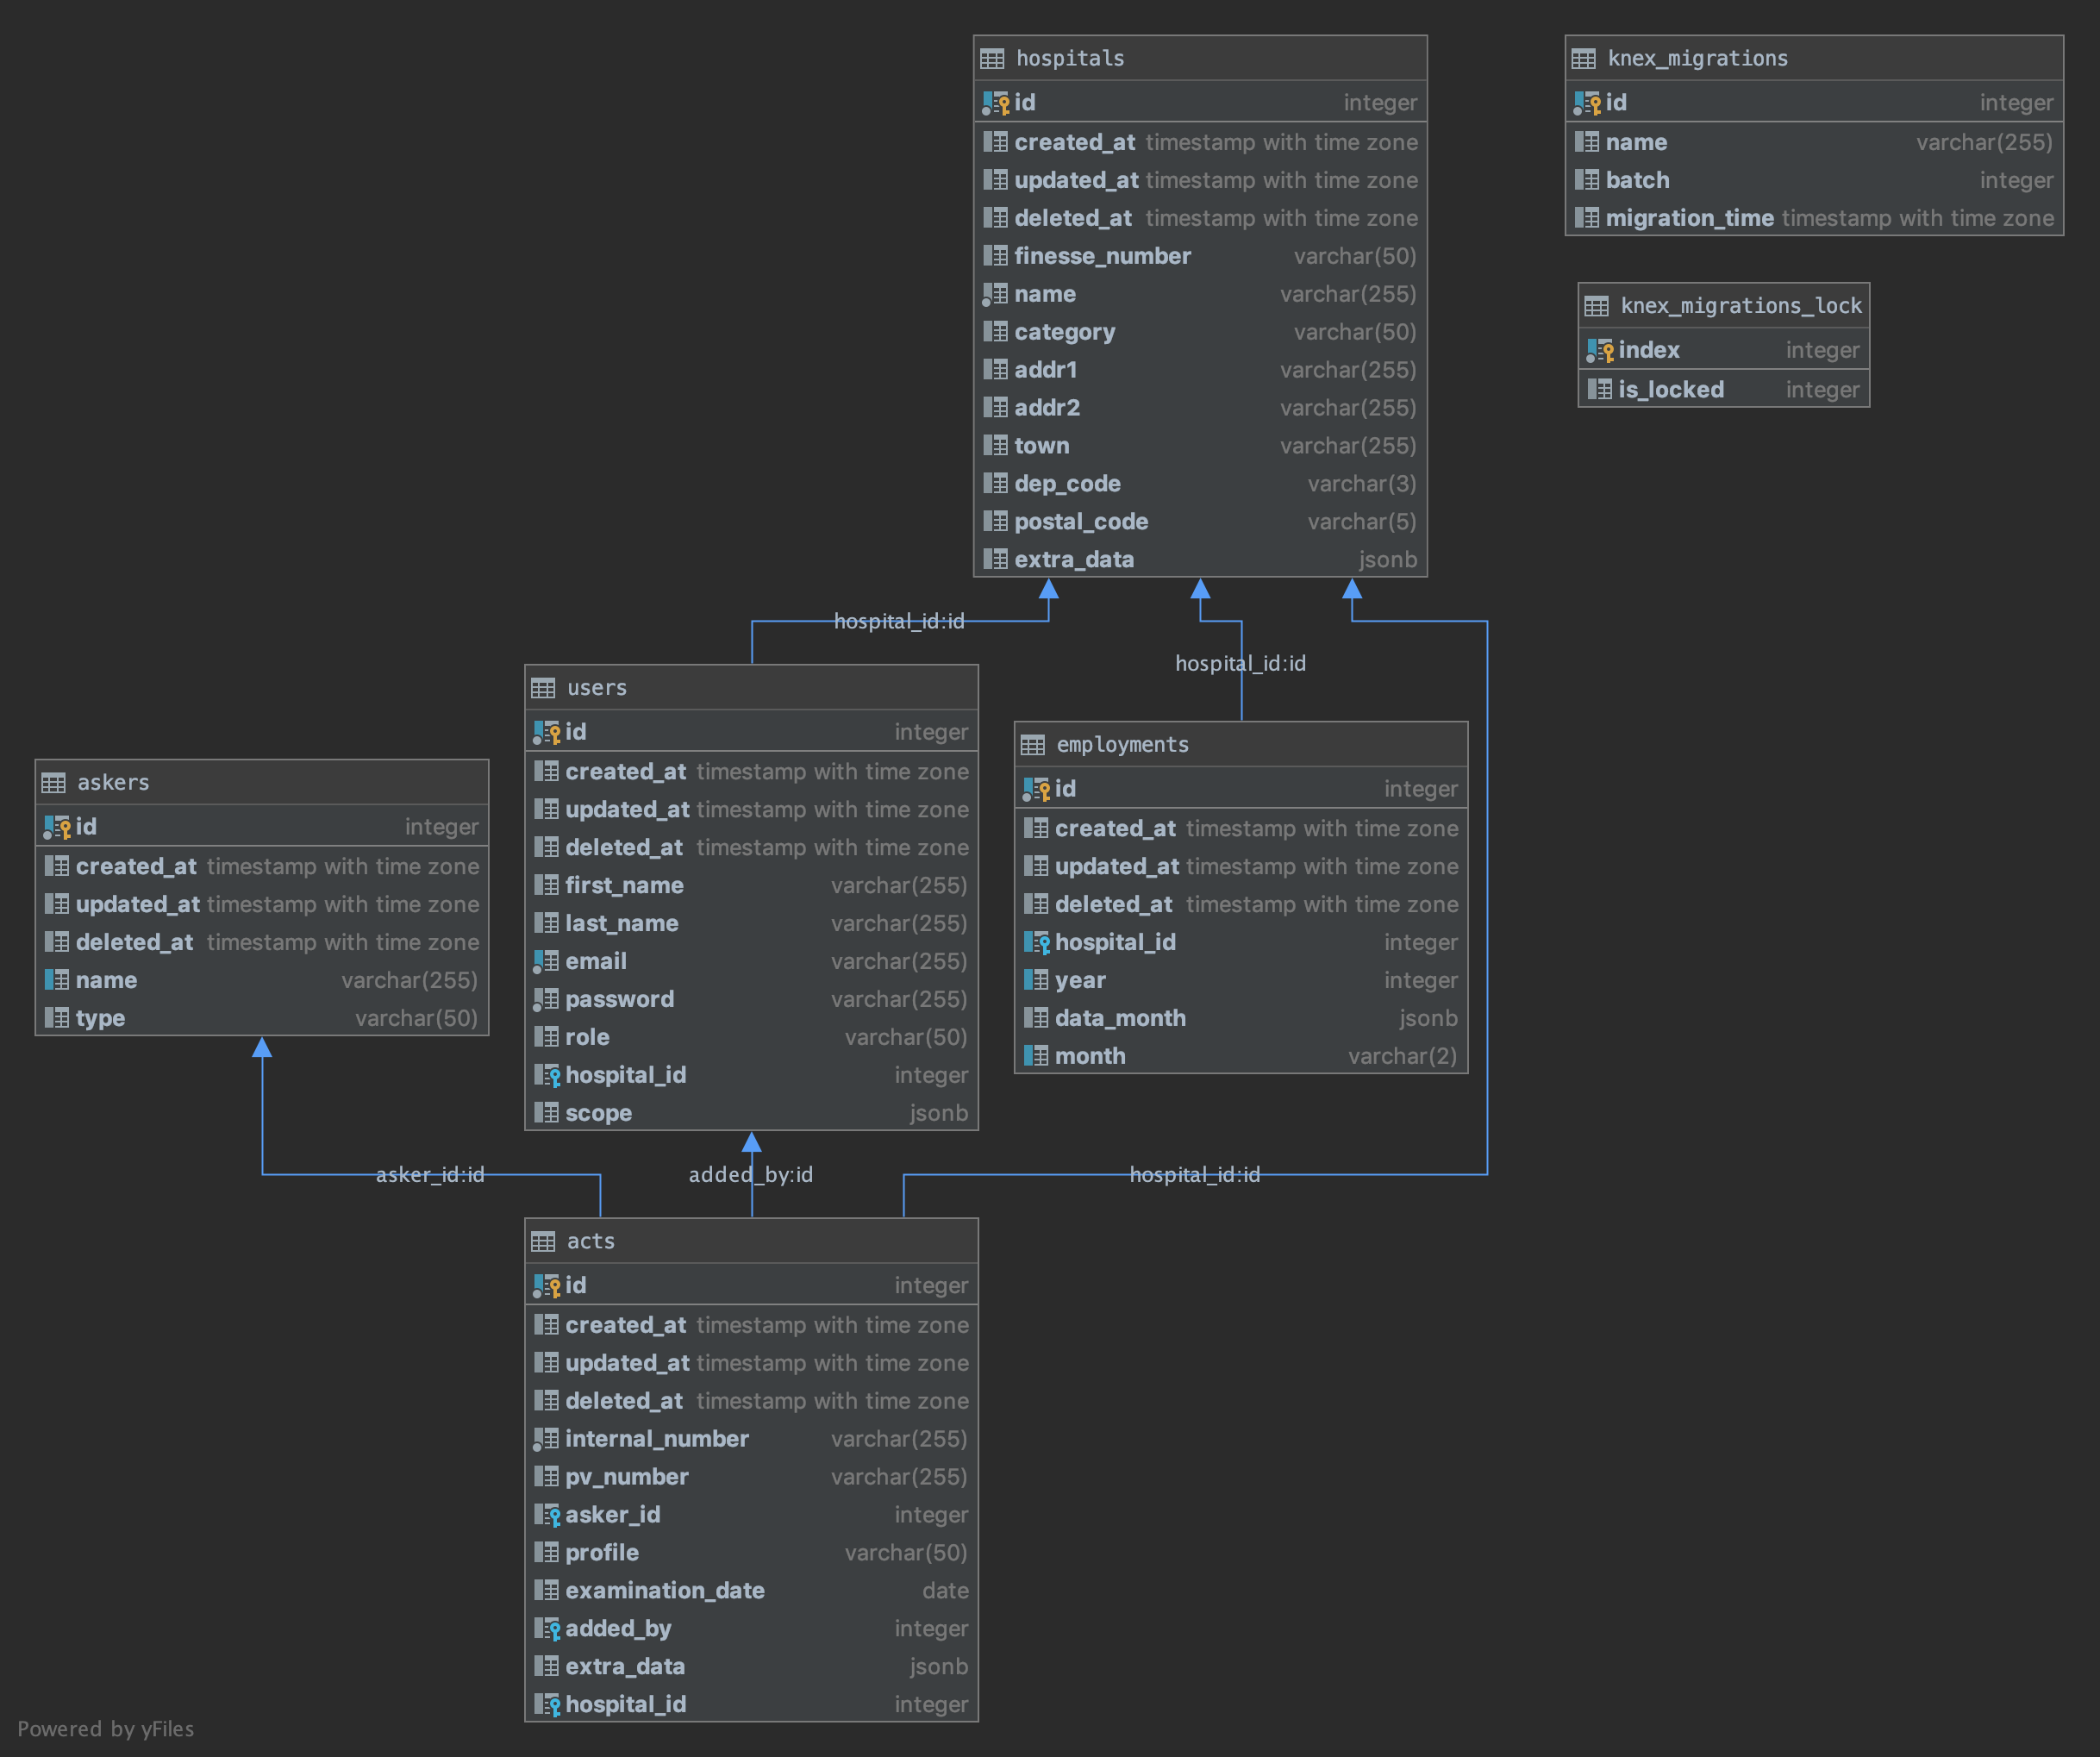 hospitals
id integer
created_at timestamp with time zone
updated_at timestamp with time zone
deleted_at timestamp with time zone
finesse_number varchar(50)
name varchar(255)
category varchar(50)
addr1 varchar(255)
addr2 varchar(255)
town varchar(255)
dep_code varchar(3)
postal_code varchar(5)
extra_data jsonb
knex_migrations
id integer
name varchar(255)
batch integer
migration_time timestamp with time zone
knex_migrations_lock
index integer
is_locked integer
hospital_id:id
hospital_id:id
users
id integer
created_at timestamp with time zone
updated_at timestamp with time zone
deleted_at timestamp with time zone
first_name varchar(255)
last_name varchar(255)
email varchar(255)
password varchar(255)
role varchar(50)
hospital_id integer
scope jsonb
employments
id integer
created_at timestamp with time zone
updated_at timestamp with time zone
deleted_at timestamp with time zone
hospital_id integer
year integer
data_month jsonb
month varchar(2)
askers
id integer
created_at timestamp with time zone
updated_at timestamp with time zone
deleted_at timestamp with time zone
name varchar(255)
type varchar(50)
asker_id:id
added_by:id
hospital_id:id
acts
id integer
created_at timestamp with time zone
updated_at timestamp with time zone
deleted_at timestamp with time zone
internal_number varchar(255)
pv_number varchar(255)
asker_id integer
profile varchar(50)
examination_date date
added_by integer
extra_data jsonb
hospital_id integer
Powered by yFiles